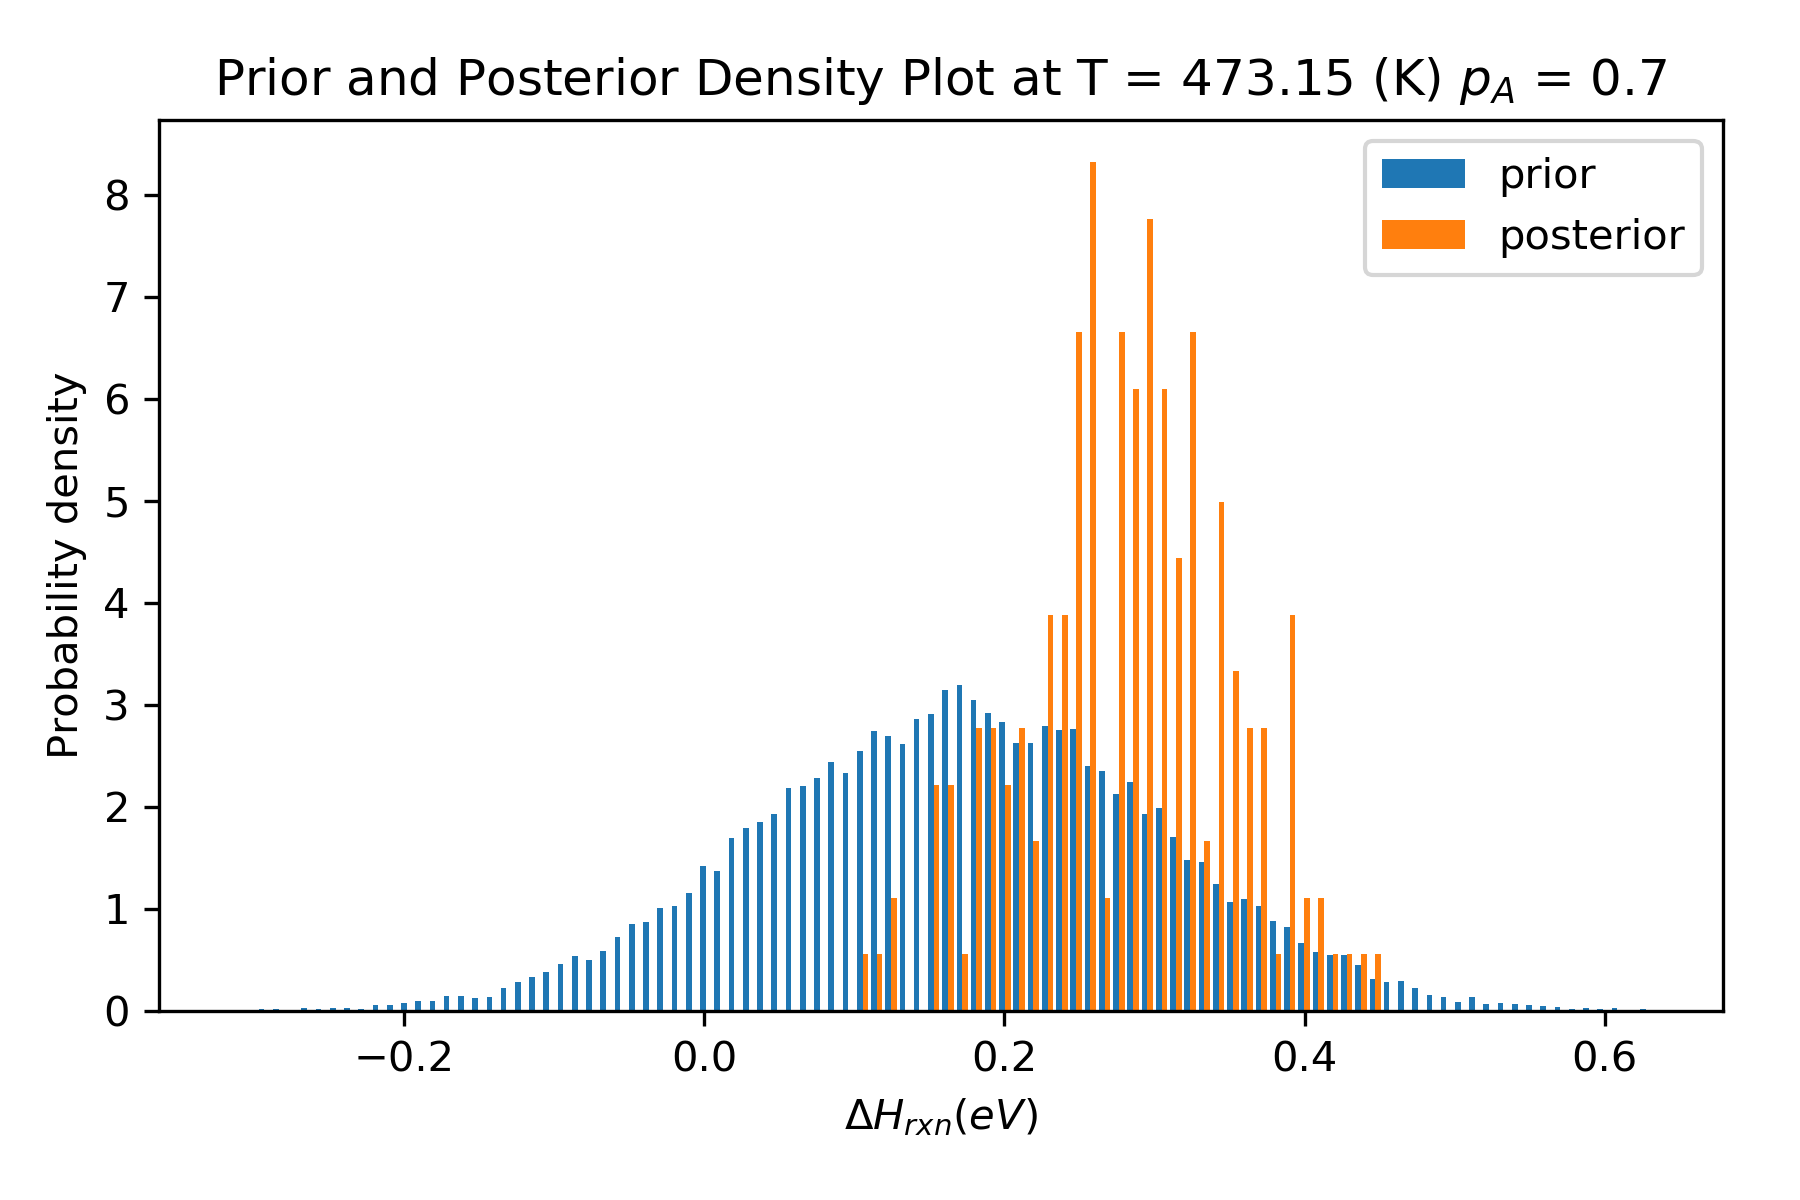 Prior and Posterior Density Plot at T = 473.15 (K) p_A = 0.7
prior
posterior
Probability density
8
7
6
5
4
3
2
1
0
−0.2 0.0 0.2 0.4 0.6
ΔH_rxn(eV)